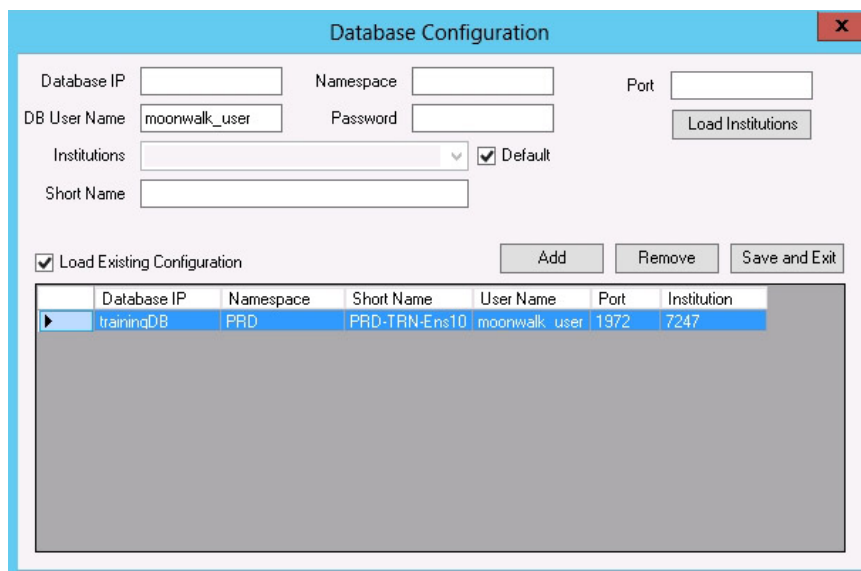 Database Configuration
x
Database IP Namespace Port
DB User Name moonwalk_user Password Load Institutions
Institutions Default
Short Name
Load Existing Configuration Add Remove Save and Exit
Database IP Namespace Short Name User Name Port Institution
trainingDB PRD PRD-TRN-Ens10 moonwalk_user 1972 7247